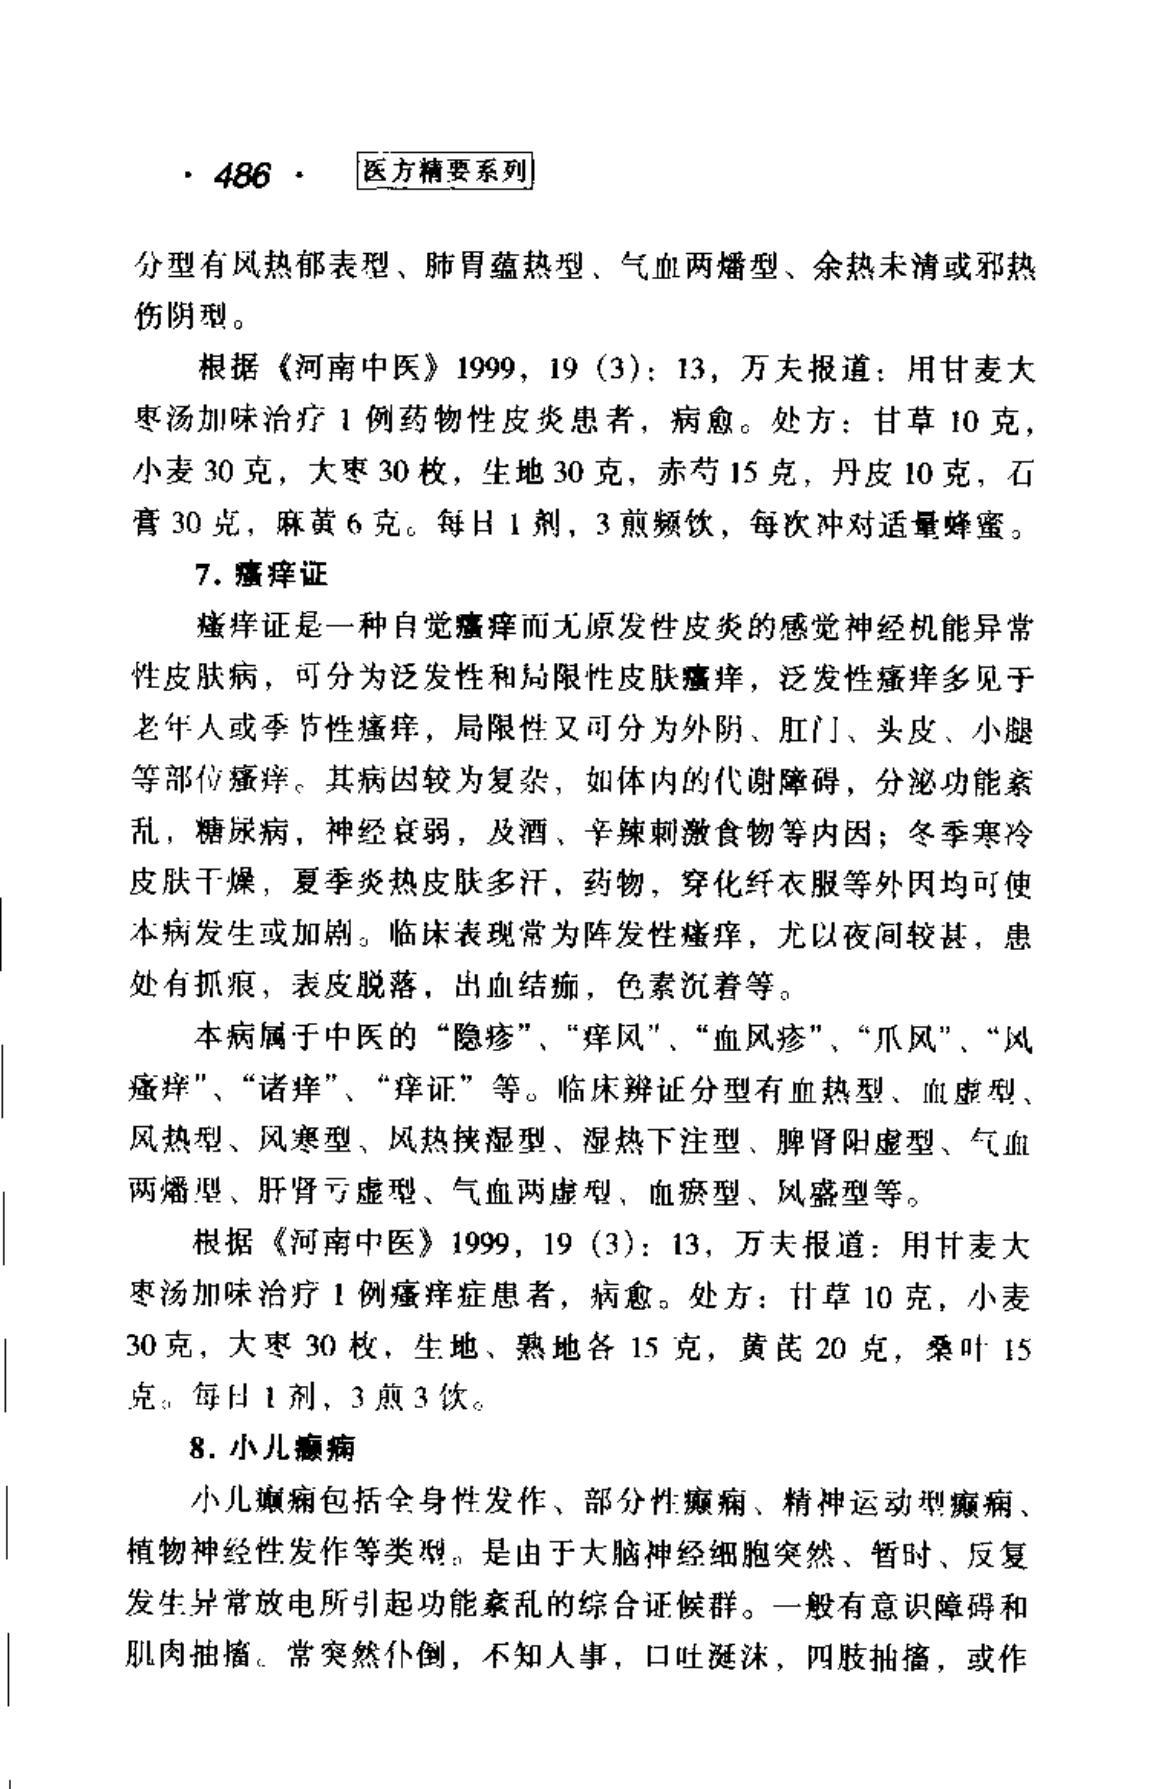 · 486 · 医方精要系列
分型有风热郁表型、肺胃蕴热型、气血两燔型、余热未清或邪热
伤阴型。
根据《河南中医》1999，19（3）：13，万夫报道：用甘麦大
枣汤加味治疗 1 例药物性皮炎患者，病愈。处方：甘草 10 克，
小麦 30 克，大枣 30 枚，生地 30 克，赤芍 15 克，丹皮 10 克，石
膏 30 克，麻黄 6 克。每日 1 剂，3 煎频饮，每次冲对适量蜂蜜。
7. 瘙痒证
瘙痒证是一种自觉瘙痒而无原发性皮炎的感觉神经机能异常
性皮肤病，可分为泛发性和局限性皮肤瘙痒，泛发性瘙痒多见于
老年人或季节性瘙痒，局限性又可分为外阴、肛门、头皮、小腿
等部位瘙痒。其病因较为复杂，如体内的代谢障碍，分泌功能紊
乱，糖尿病，神经衰弱，及酒、辛辣刺激食物等内因；冬季寒冷
皮肤干燥，夏季炎热皮肤多汗，药物，穿化纤衣服等外因均可使
本病发生或加剧。临床表现常为阵发性瘙痒，尤以夜间较甚，患
处有抓痕，表皮脱落，出血结痂，色素沉着等。
本病属于中医的“隐疹”、“痒风”、“血风疹”、“爪风”、“风
瘙痒”、“诸痒”、“痒证”等。临床辨证分型有血热型、血虚型、
风热型、风寒型、风热挟湿型、湿热下注型、脾肾阳虚型、气血
两燔型、肝肾亏虚型、气血两虚型、血瘀型、风盛型等。
根据《河南中医》1999，19（3）：13，万夫报道：用甘麦大
枣汤加味治疗 1 例瘙痒症患者，病愈。处方：甘草 10 克，小麦
30 克，大枣 30 枚，生地、熟地各 15 克，黄芪 20 克，桑叶 15
克。每日 1 剂，3 煎 3 饮。
8. 小儿癫痫
小儿癫痫包括全身性发作、部分性癫痫、精神运动型癫痫、
植物神经性发作等类型。是由于大脑神经细胞突然、暂时、反复
发生异常放电所引起功能紊乱的综合证候群。一般有意识障碍和
肌肉抽搐。常突然仆倒，不知人事，口吐涎沫，四肢抽搐，或作